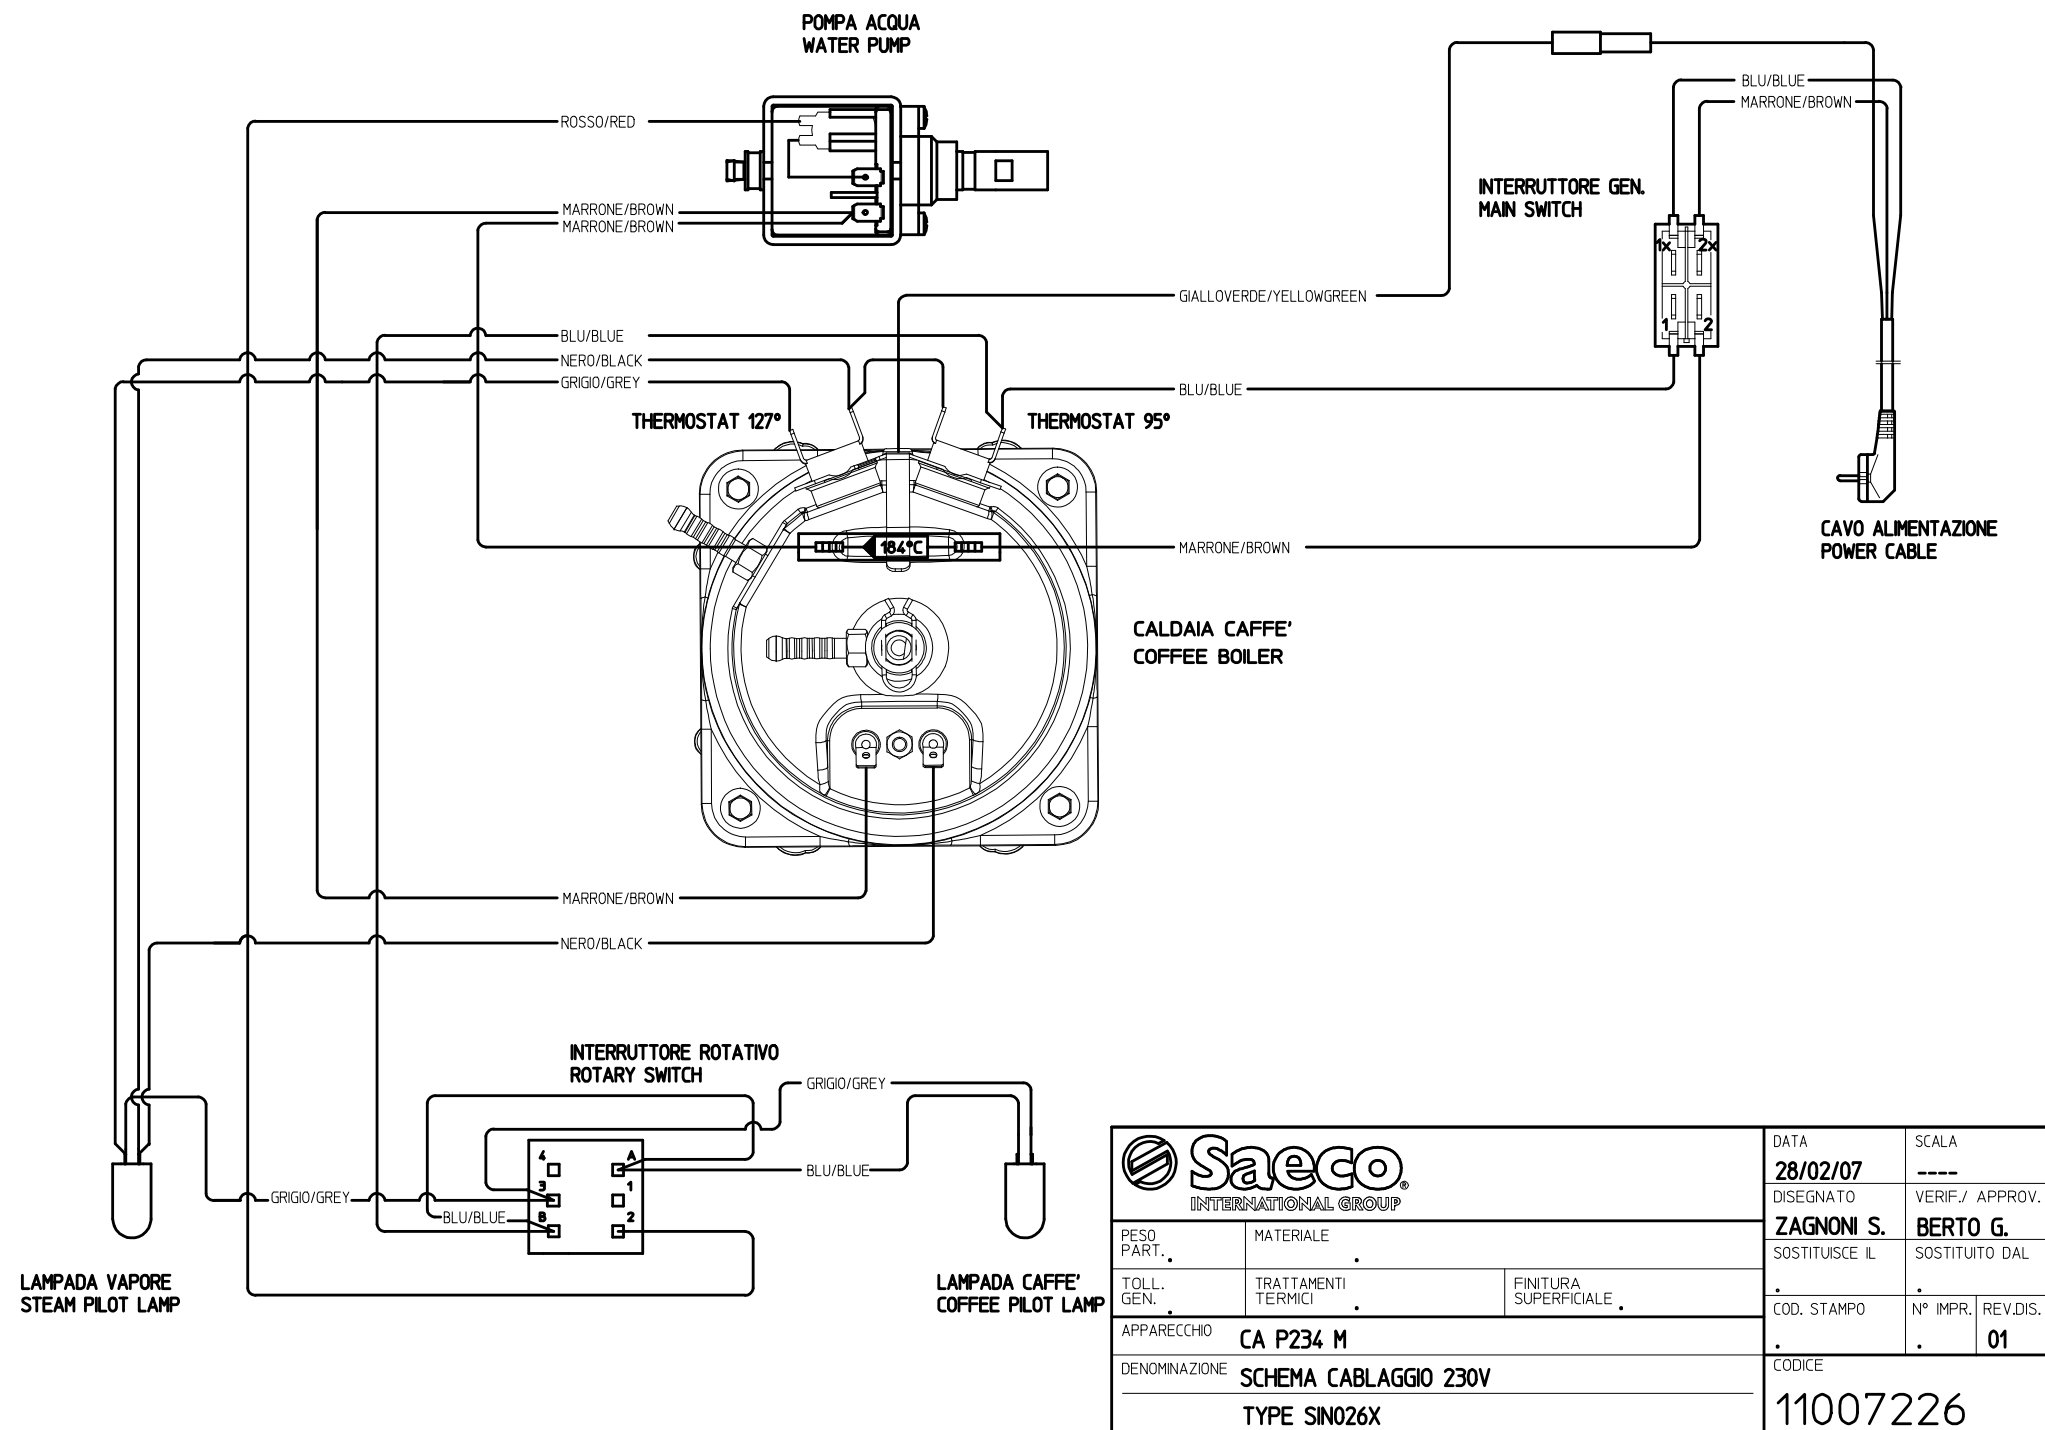 POMPA ACQUA
WATER PUMP
BLU/BLUE
MARRONE/BROWN
ROSSO/RED
INTERRUTTORE GEN.
MAIN SWITCH
MARRONE/BROWN
MARRONE/BROWN
1x 2x
GIALLOVERDE/YELLOWGREEN
1 2
BLU/BLUE
NERO/BLACK
GRIGIO/GREY
BLU/BLUE
THERMOSTAT 127°
THERMOSTAT 95°
CAVO ALIMENTAZIONE
POWER CABLE
184°C
MARRONE/BROWN
CALDAIA CAFFE'
COFFEE BOILER
MARRONE/BROWN
NERO/BLACK
INTERRUTTORE ROTATIVO
ROTARY SWITCH
GRIGIO/GREY
4 A
BLU/BLUE
3 1
GRIGIO/GREY
B 2
BLU/BLUE
LAMPADA VAPORE
STEAM PILOT LAMP
LAMPADA CAFFE'
COFFEE PILOT LAMP
Saeco®
INTERNATIONAL GROUP
DATA
28/02/07
SCALA
----
DISEGNATO
ZAGNONI S.
VERIF./ APPROV.
BERTO G.
PESO
PART. .
MATERIALE
.
SOSTITUISCE IL
.
SOSTITUITO DAL
.
TOLL.
GEN. .
TRATTAMENTI
TERMICI .
FINITURA
SUPERFICIALE .
COD. STAMPO
.
N° IMPR.
.
REV.DIS.
01
APPARECCHIO CA P234 M
DENOMINAZIONE SCHEMA CABLAGGIO 230V
TYPE SIN026X
CODICE
11007226